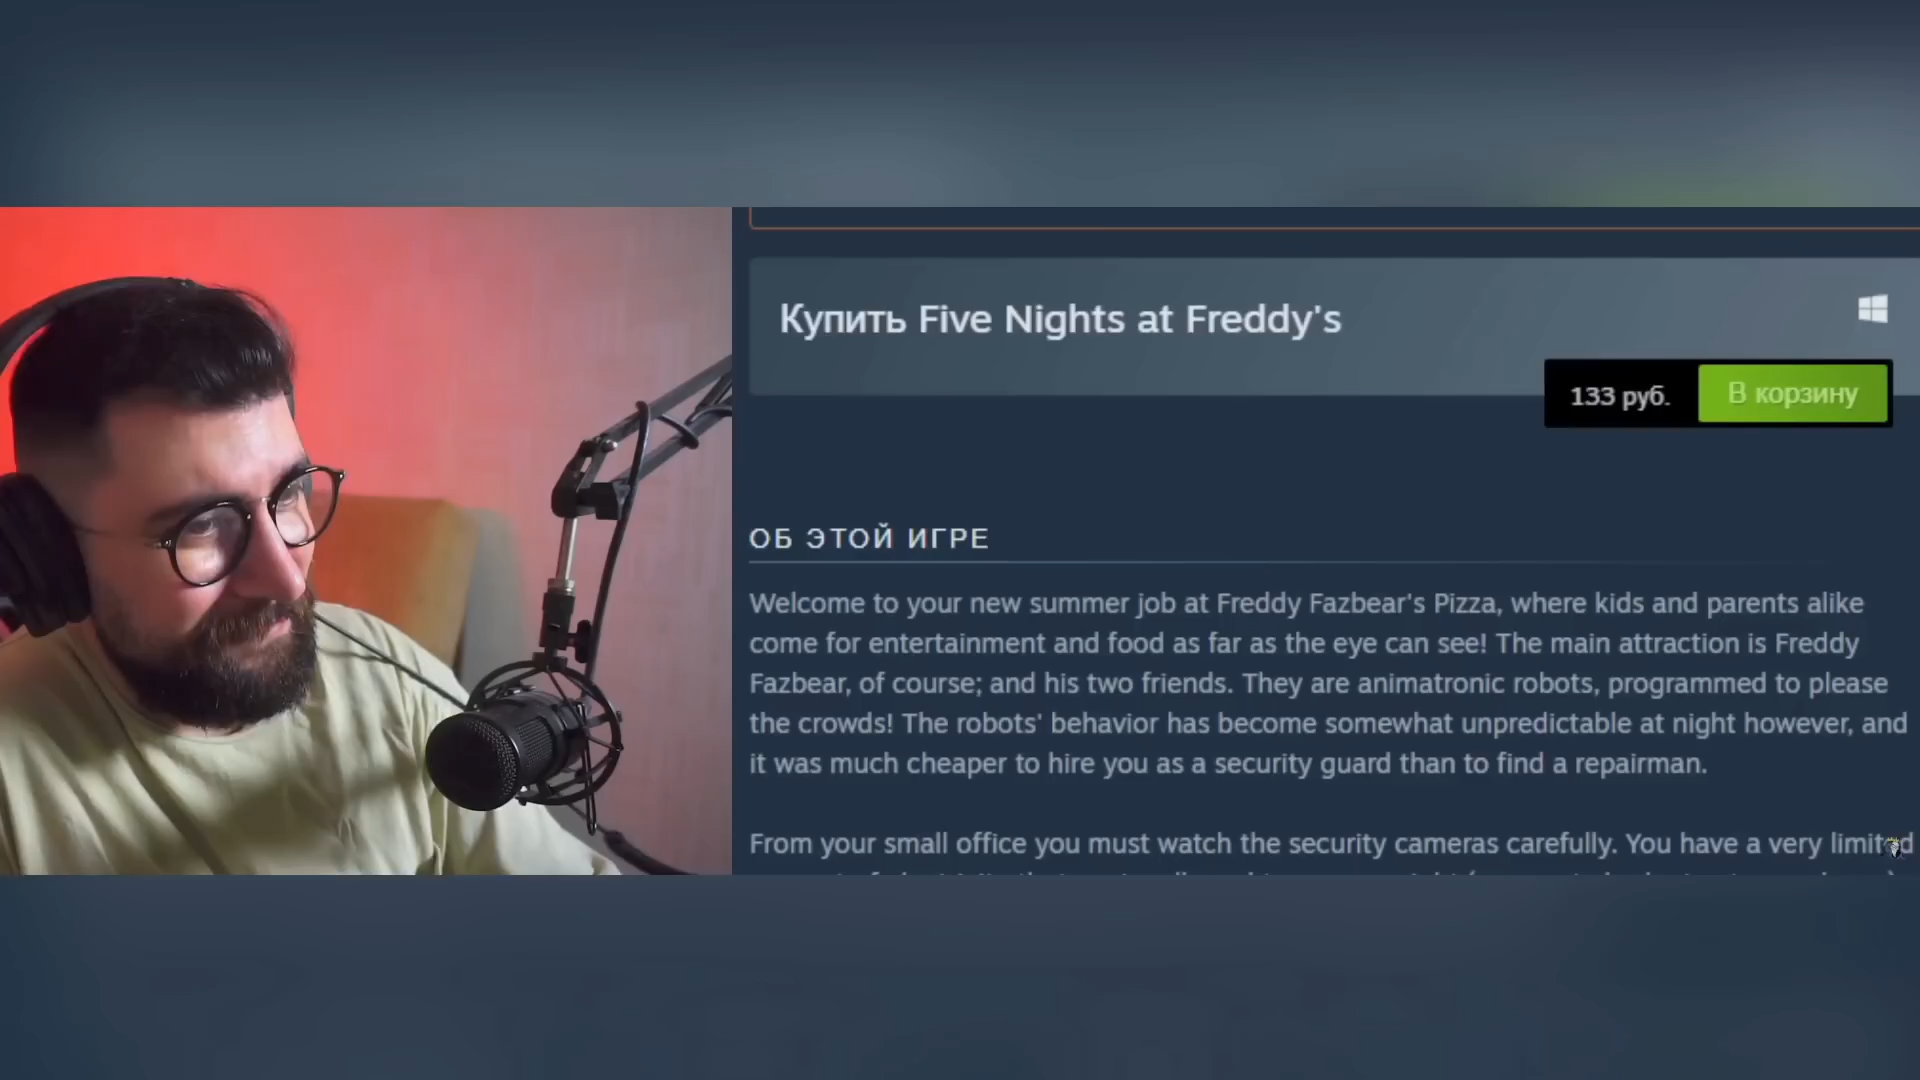 Купить Five Nights at Freddy's
133 руб.
В корзину
ОБ ЭТОЙ ИГРЕ
Welcome to your new summer job at Freddy Fazbear's Pizza, where kids and parents alike
come for entertainment and food as far as the eye can see! The main attraction is Freddy
Fazbear, of course; and his two friends. They are animatronic robots, programmed to please
the crowds! The robots' behavior has become somewhat unpredictable at night however, and
it was much cheaper to hire you as a security guard than to find a repairman.
From your small office you must watch the security cameras carefully. You have a very limited